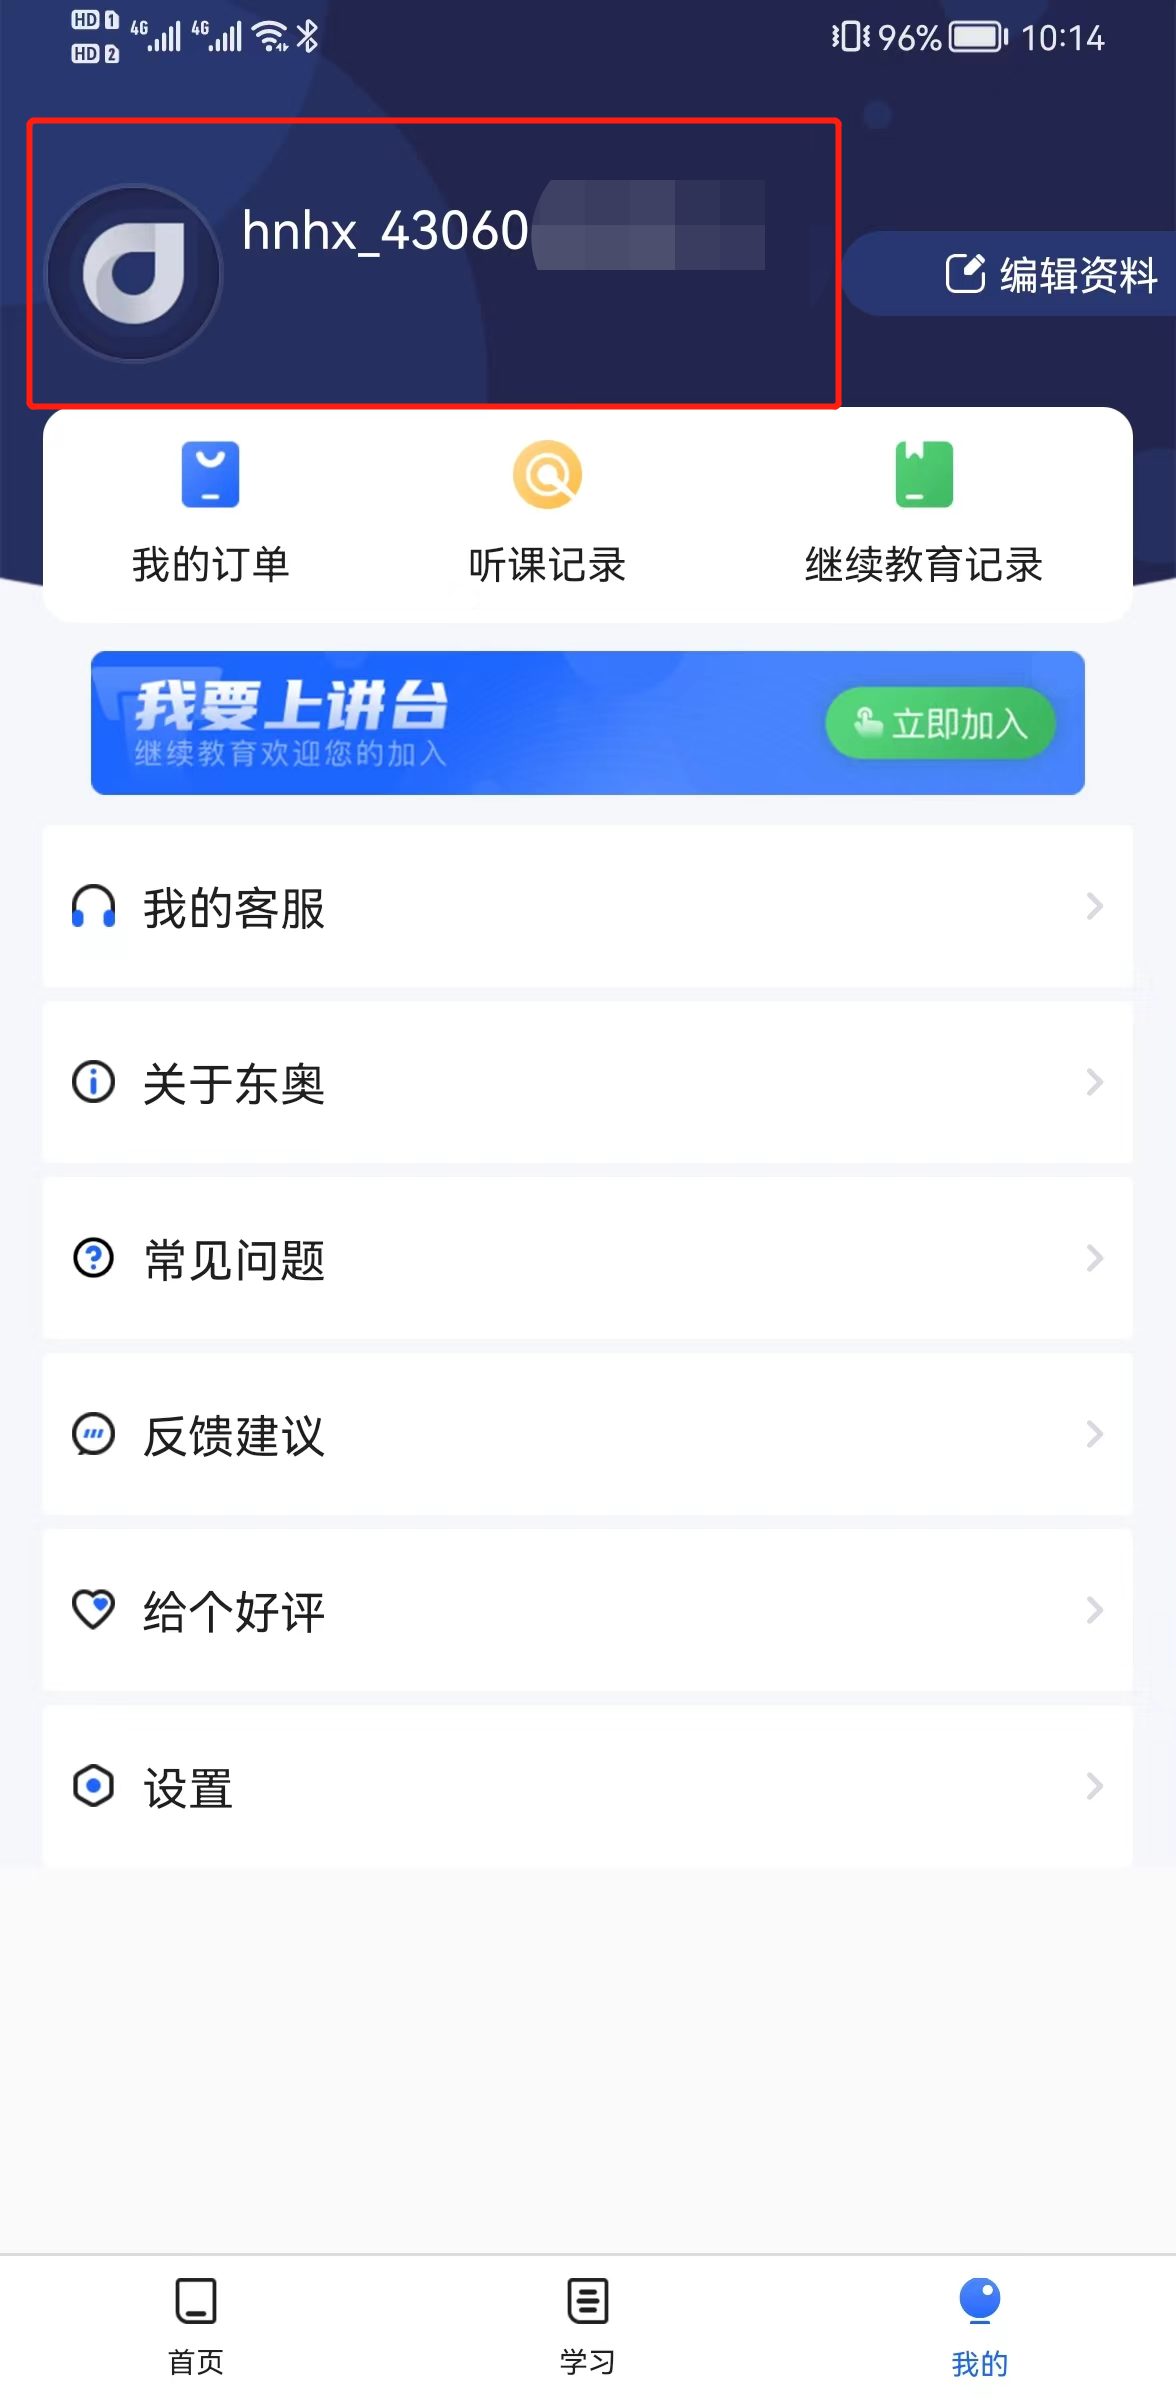 HD 1 4G 4G 96% 10:14
HD 2
hnhx_43060
编辑资料
我的订单 听课记录 继续教育记录
我要上讲台
继续教育欢迎您的加入
立即加入
我的客服
关于东奥
常见问题
反馈建议
给个好评
设置
首页 学习 我的